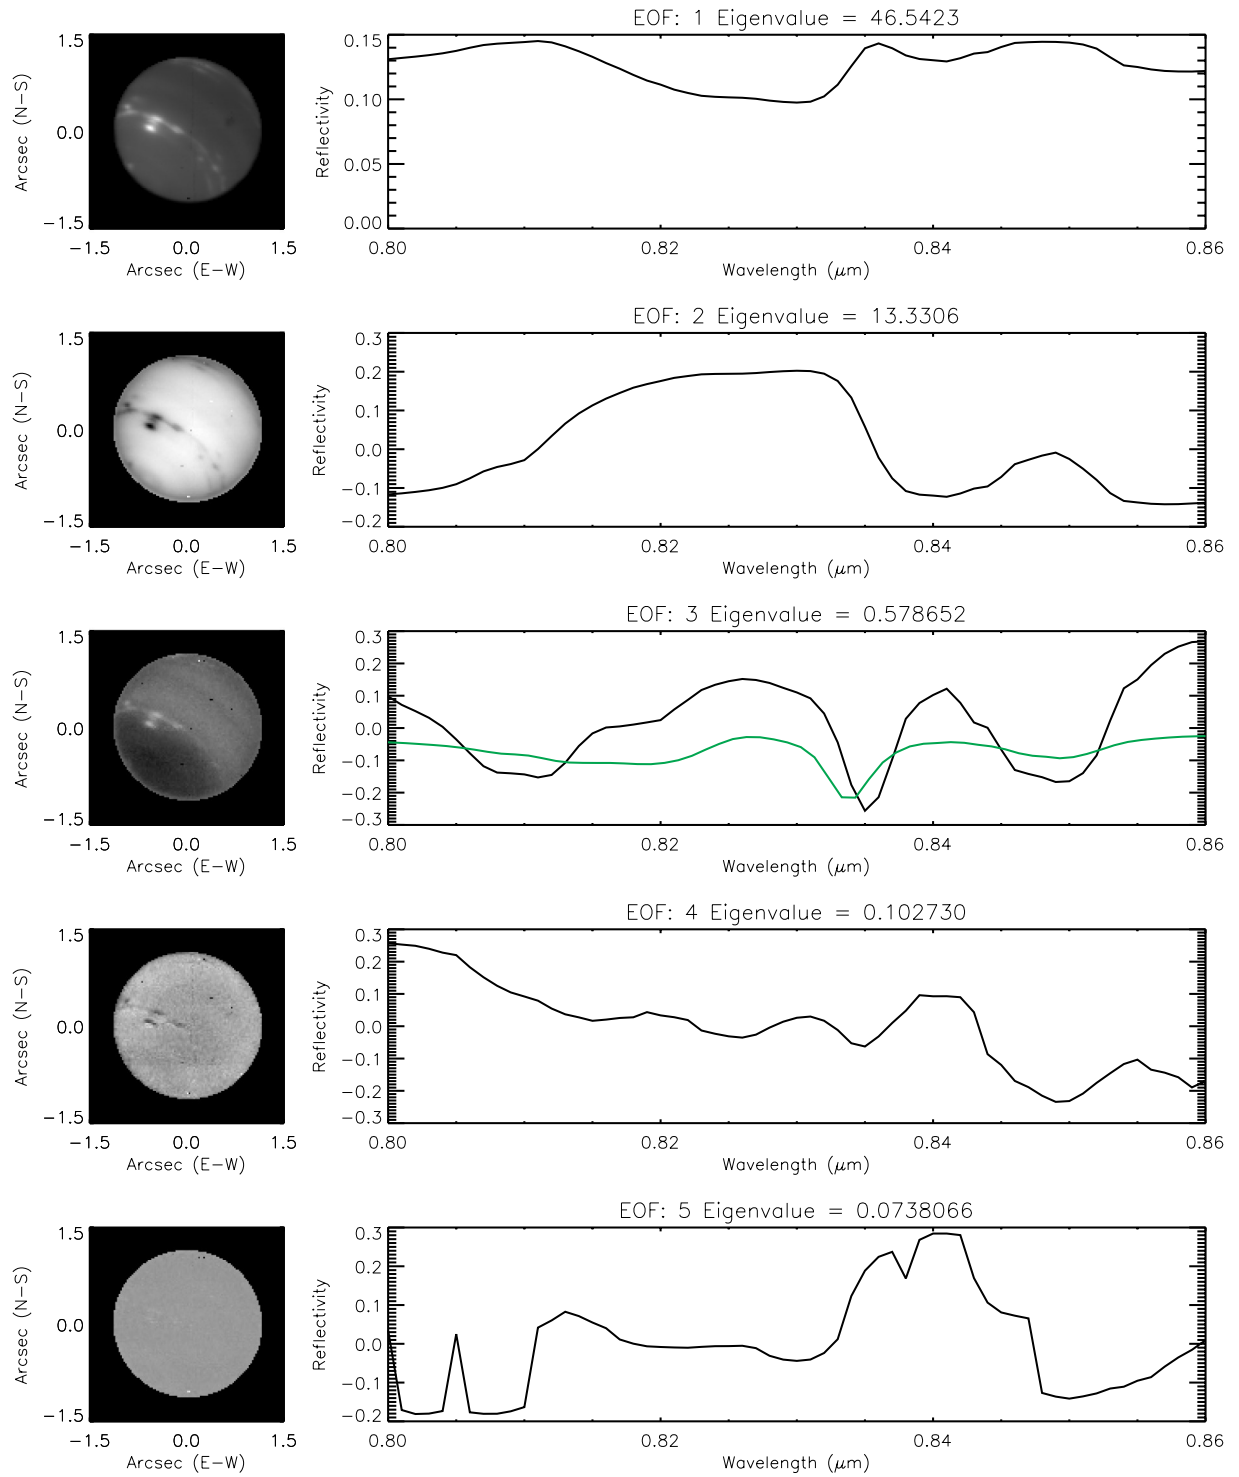 EOF: 1 Eigenvalue = 46.5423
1.5
0.0
−1.5
Arcsec (N−S)
−1.5 0.0 1.5
Arcsec (E−W)
0.15
0.10
0.05
0.00
Reflectivity
0.80 0.82 0.84 0.86
Wavelength (μm)
EOF: 2 Eigenvalue = 13.3306
1.5
0.0
−1.5
Arcsec (N−S)
−1.5 0.0 1.5
Arcsec (E−W)
0.3
0.2
0.1
0.0
−0.1
−0.2
Reflectivity
0.80 0.82 0.84 0.86
Wavelength (μm)
EOF: 3 Eigenvalue = 0.578652
1.5
0.0
−1.5
Arcsec (N−S)
−1.5 0.0 1.5
Arcsec (E−W)
0.3
0.2
0.1
0.0
−0.1
−0.2
−0.3
Reflectivity
0.80 0.82 0.84 0.86
Wavelength (μm)
EOF: 4 Eigenvalue = 0.102730
1.5
0.0
−1.5
Arcsec (N−S)
−1.5 0.0 1.5
Arcsec (E−W)
0.3
0.2
0.1
0.0
−0.1
−0.2
−0.3
Reflectivity
0.80 0.82 0.84 0.86
Wavelength (μm)
EOF: 5 Eigenvalue = 0.0738066
1.5
0.0
−1.5
Arcsec (N−S)
−1.5 0.0 1.5
Arcsec (E−W)
0.3
0.2
0.1
0.0
−0.1
−0.2
Reflectivity
0.80 0.82 0.84 0.86
Wavelength (μm)